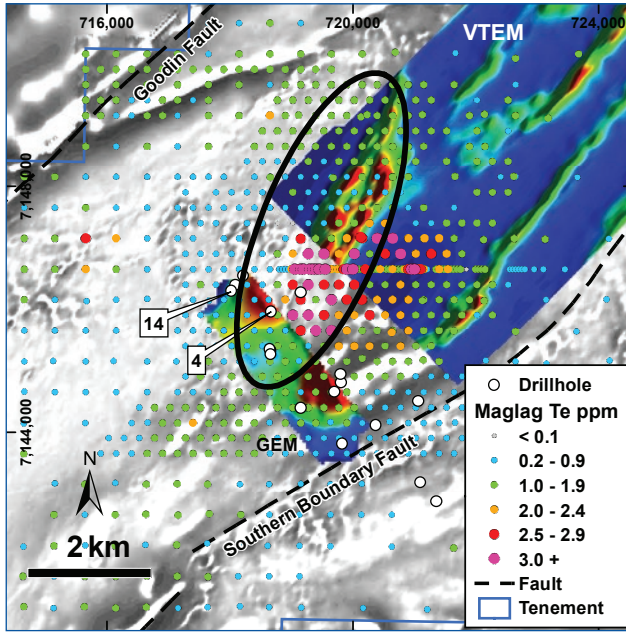 716,000
720,000
724,000
VTEM
Goodin Fault
7,148,000
14
4
7,144,000
GEM
Southern Boundary Fault
N
2 km
Drillhole
Maglag Te ppm
< 0.1
0.2 - 0.9
1.0 - 1.9
2.0 - 2.4
2.5 - 2.9
3.0 +
Fault
Tenement